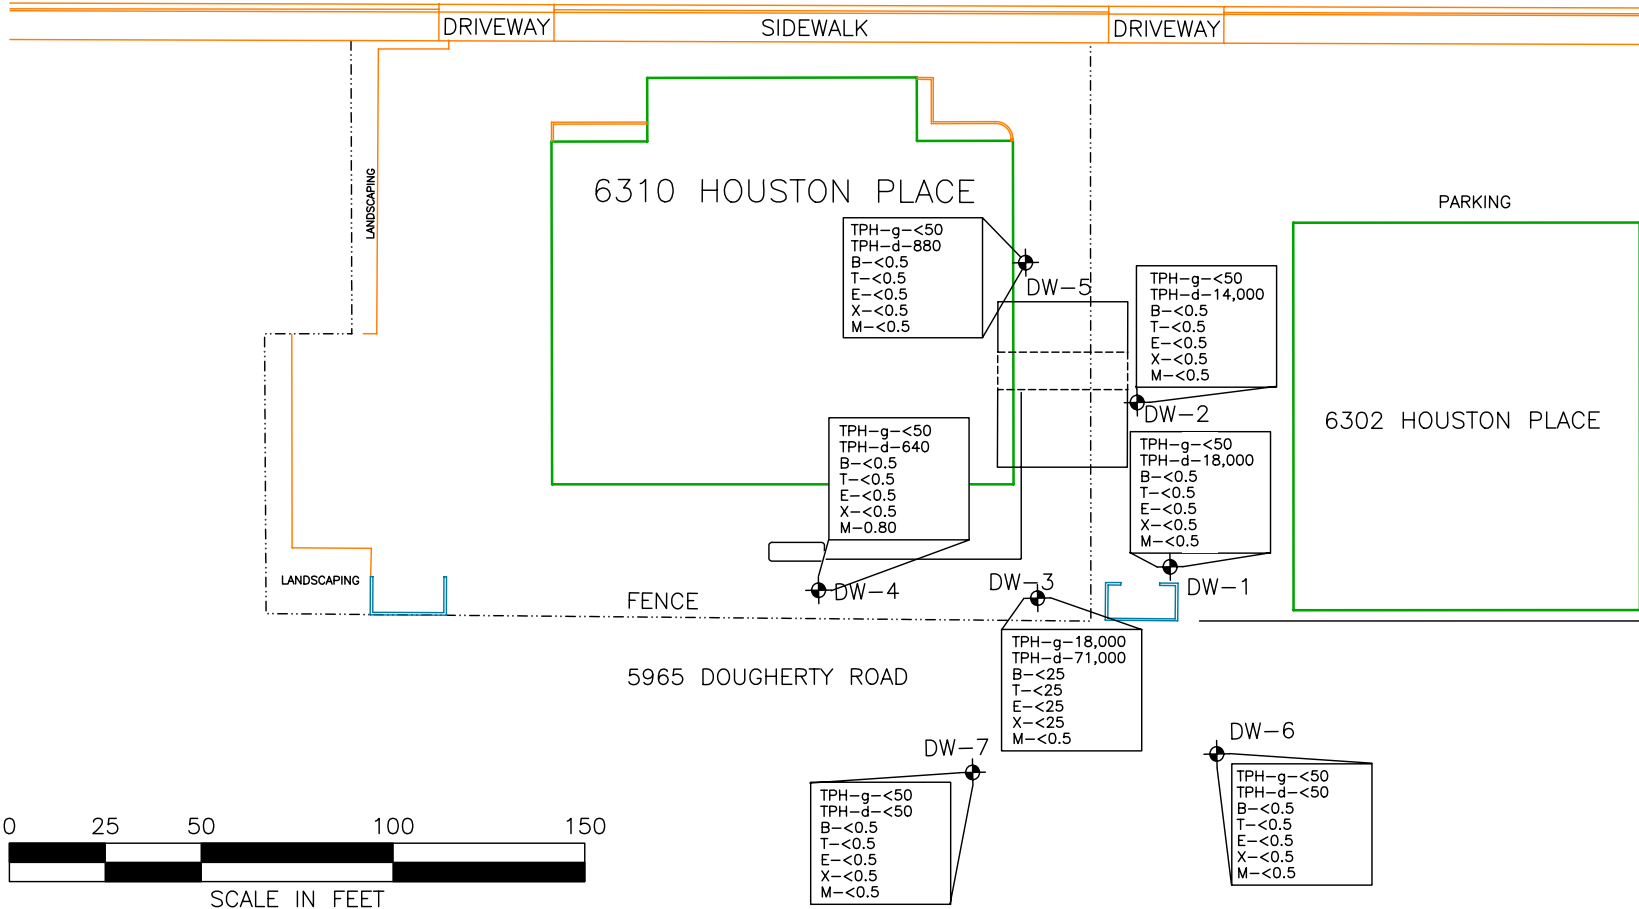 DRIVEWAY
SIDEWALK
DRIVEWAY
LANDSCAPING
6310 HOUSTON PLACE
PARKING
TPH-g-<50
TPH-d-880
B-<0.5
T-<0.5
E-<0.5
X-<0.5
M-<0.5
DW-5
TPH-g-<50
TPH-d-14,000
B-<0.5
T-<0.5
E-<0.5
X-<0.5
M-<0.5
DW-2
6302 HOUSTON PLACE
TPH-g-<50
TPH-d-640
B-<0.5
T-<0.5
E-<0.5
X-<0.5
M-0.80
DW-4
TPH-g-<50
TPH-d-18,000
B-<0.5
T-<0.5
E-<0.5
X-<0.5
M-<0.5
DW-1
LANDSCAPING
FENCE
DW-3
TPH-g-18,000
TPH-d-71,000
B-<25
T-<25
E-<25
X-<25
M-<0.5
5965 DOUGHERTY ROAD
DW-7
TPH-g-<50
TPH-d-<50
B-<0.5
T-<0.5
E-<0.5
X-<0.5
M-<0.5
DW-6
TPH-g-<50
TPH-d-<50
B-<0.5
T-<0.5
E-<0.5
X-<0.5
M-<0.5
0 25 50 100 150
SCALE IN FEET